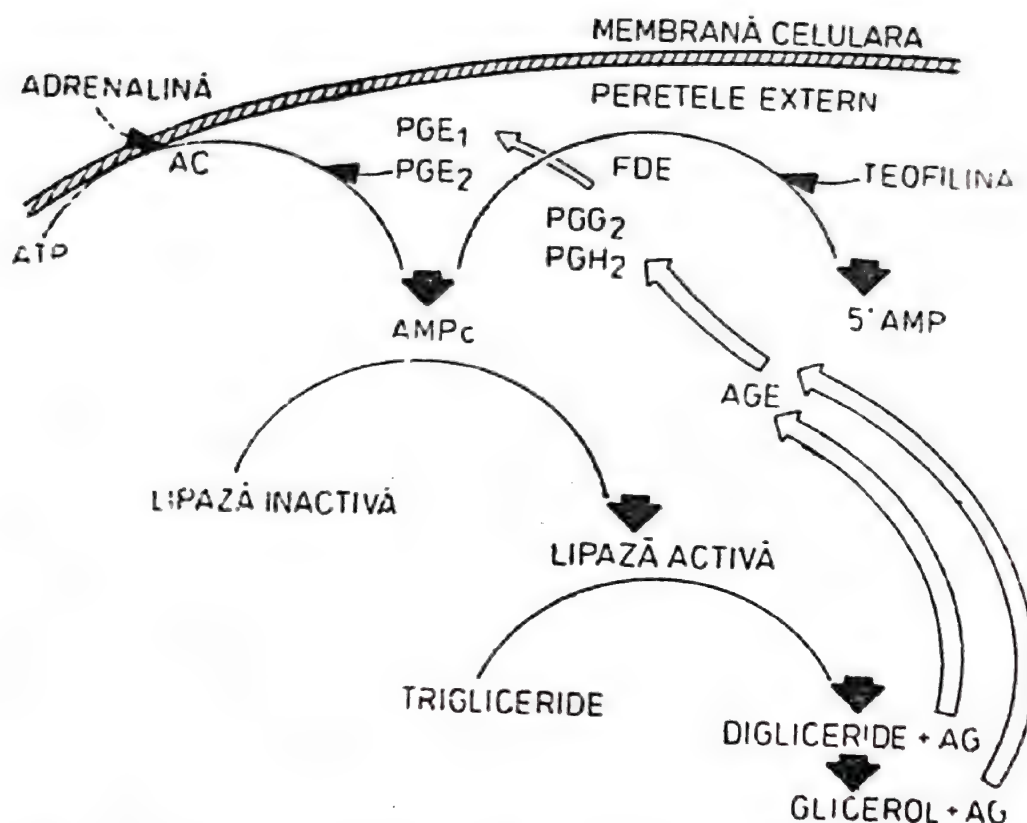 MEMBRANĂ CELULARA
ADRENALINĂ
PERETELE EXTERN
PGE1
AC
PGE2
FDE
TEOFILINA
ATP
PGG2
PGH2
AMPc
5' AMP
AGE
LIPAZĂ INACTIVĂ
LIPAZĂ ACTIVĂ
TRIGLICERIDE
DIGLICERIDE + AG
GLICEROL + AG